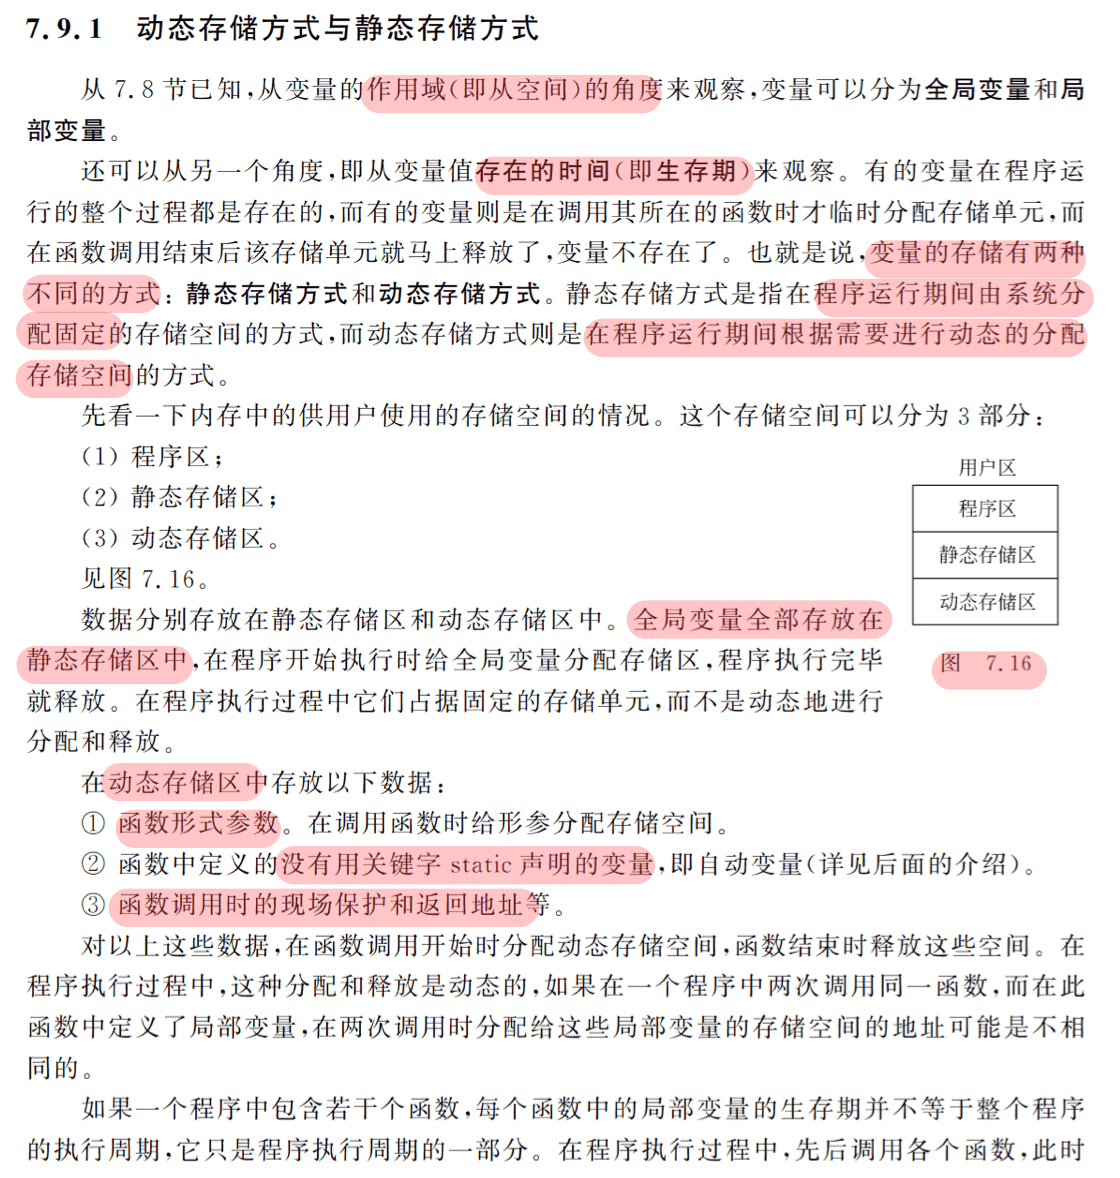 7.9.1 动态存储方式与静态存储方式
从 7.8 节已知,从变量的作用域(即从空间)的角度来观察,变量可以分为全局变量和局
部变量。
还可以从另一个角度,即从变量值存在的时间(即生存期)来观察。有的变量在程序运
行的整个过程都是存在的,而有的变量则是在调用其所在的函数时才临时分配存储单元,而
在函数调用结束后该存储单元就马上释放了,变量不存在了。也就是说,变量的存储有两种
不同的方式:静态存储方式和动态存储方式。静态存储方式是指在程序运行期间由系统分
配固定的存储空间的方式,而动态存储方式则是在程序运行期间根据需要进行动态的分配
存储空间的方式。
先看一下内存中的供用户使用的存储空间的情况。这个存储空间可以分为 3 部分:
(1) 程序区;
(2) 静态存储区;
(3) 动态存储区。
见图 7.16。
用户区
程序区
静态存储区
动态存储区
图 7.16
数据分别存放在静态存储区和动态存储区中。全局变量全部存放在
静态存储区中,在程序开始执行时给全局变量分配存储区,程序执行完毕
就释放。在程序执行过程中它们占据固定的存储单元,而不是动态地进行
分配和释放。
在动态存储区中存放以下数据:
① 函数形式参数。在调用函数时给形参分配存储空间。
② 函数中定义的没有用关键字 static 声明的变量,即自动变量(详见后面的介绍)。
③ 函数调用时的现场保护和返回地址等。
对以上这些数据,在函数调用开始时分配动态存储空间,函数结束时释放这些空间。在
程序执行过程中,这种分配和释放是动态的,如果在一个程序中两次调用同一函数,而在此
函数中定义了局部变量,在两次调用时分配给这些局部变量的存储空间的地址可能是不相
同的。
如果一个程序中包含若干个函数,每个函数中的局部变量的生存期并不等于整个程序
的执行周期,它只是程序执行周期的一部分。在程序执行过程中,先后调用各个函数,此时